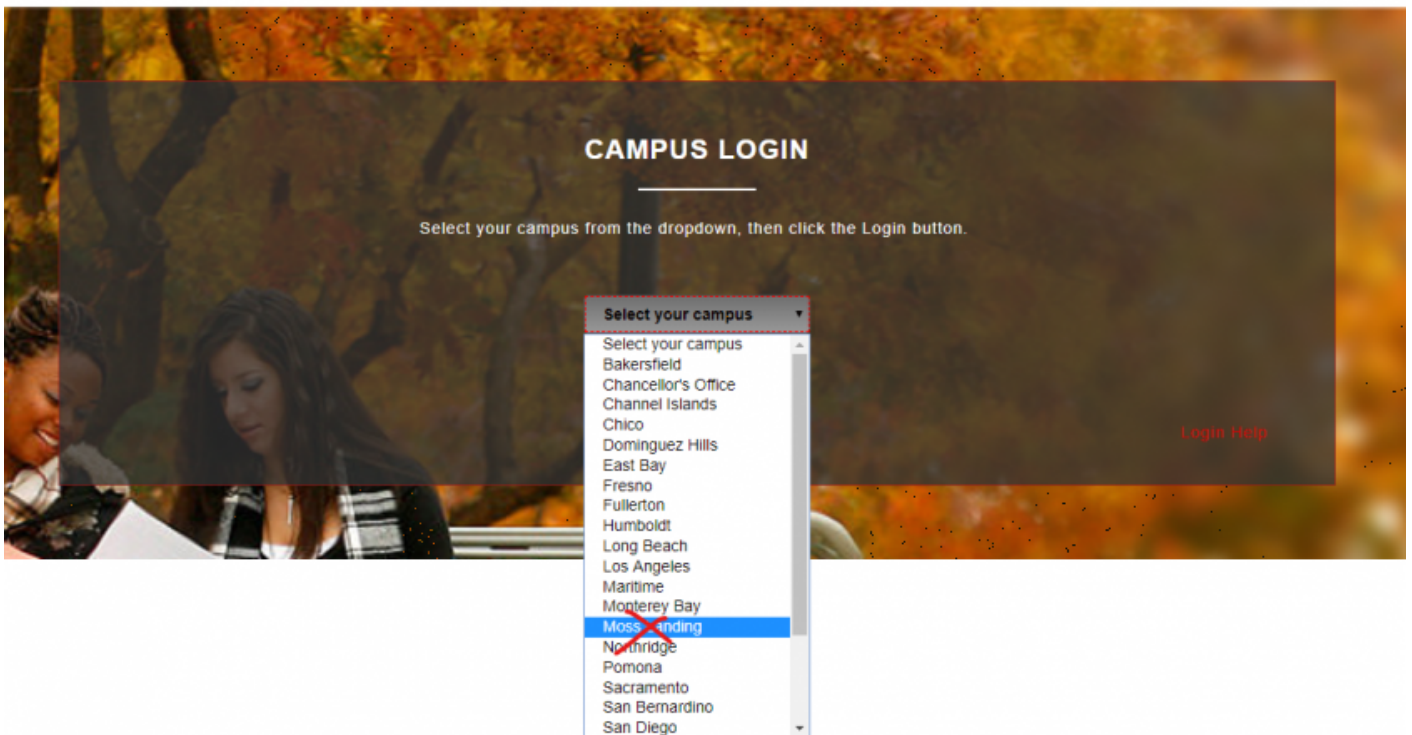 CAMPUS LOGIN
Select your campus from the dropdown, then click the Login button.
Select your campus
Select your campus
Bakersfield
Chancellor's Office
Channel Islands
Chico
Login Help
Dominguez Hills
East Bay
Fresno
Fullerton
Humboldt
Long Beach
Los Angeles
Maritime
Monterey Bay
Moss Landing
Northridge
Pomona
Sacramento
San Bernardino
San Diego